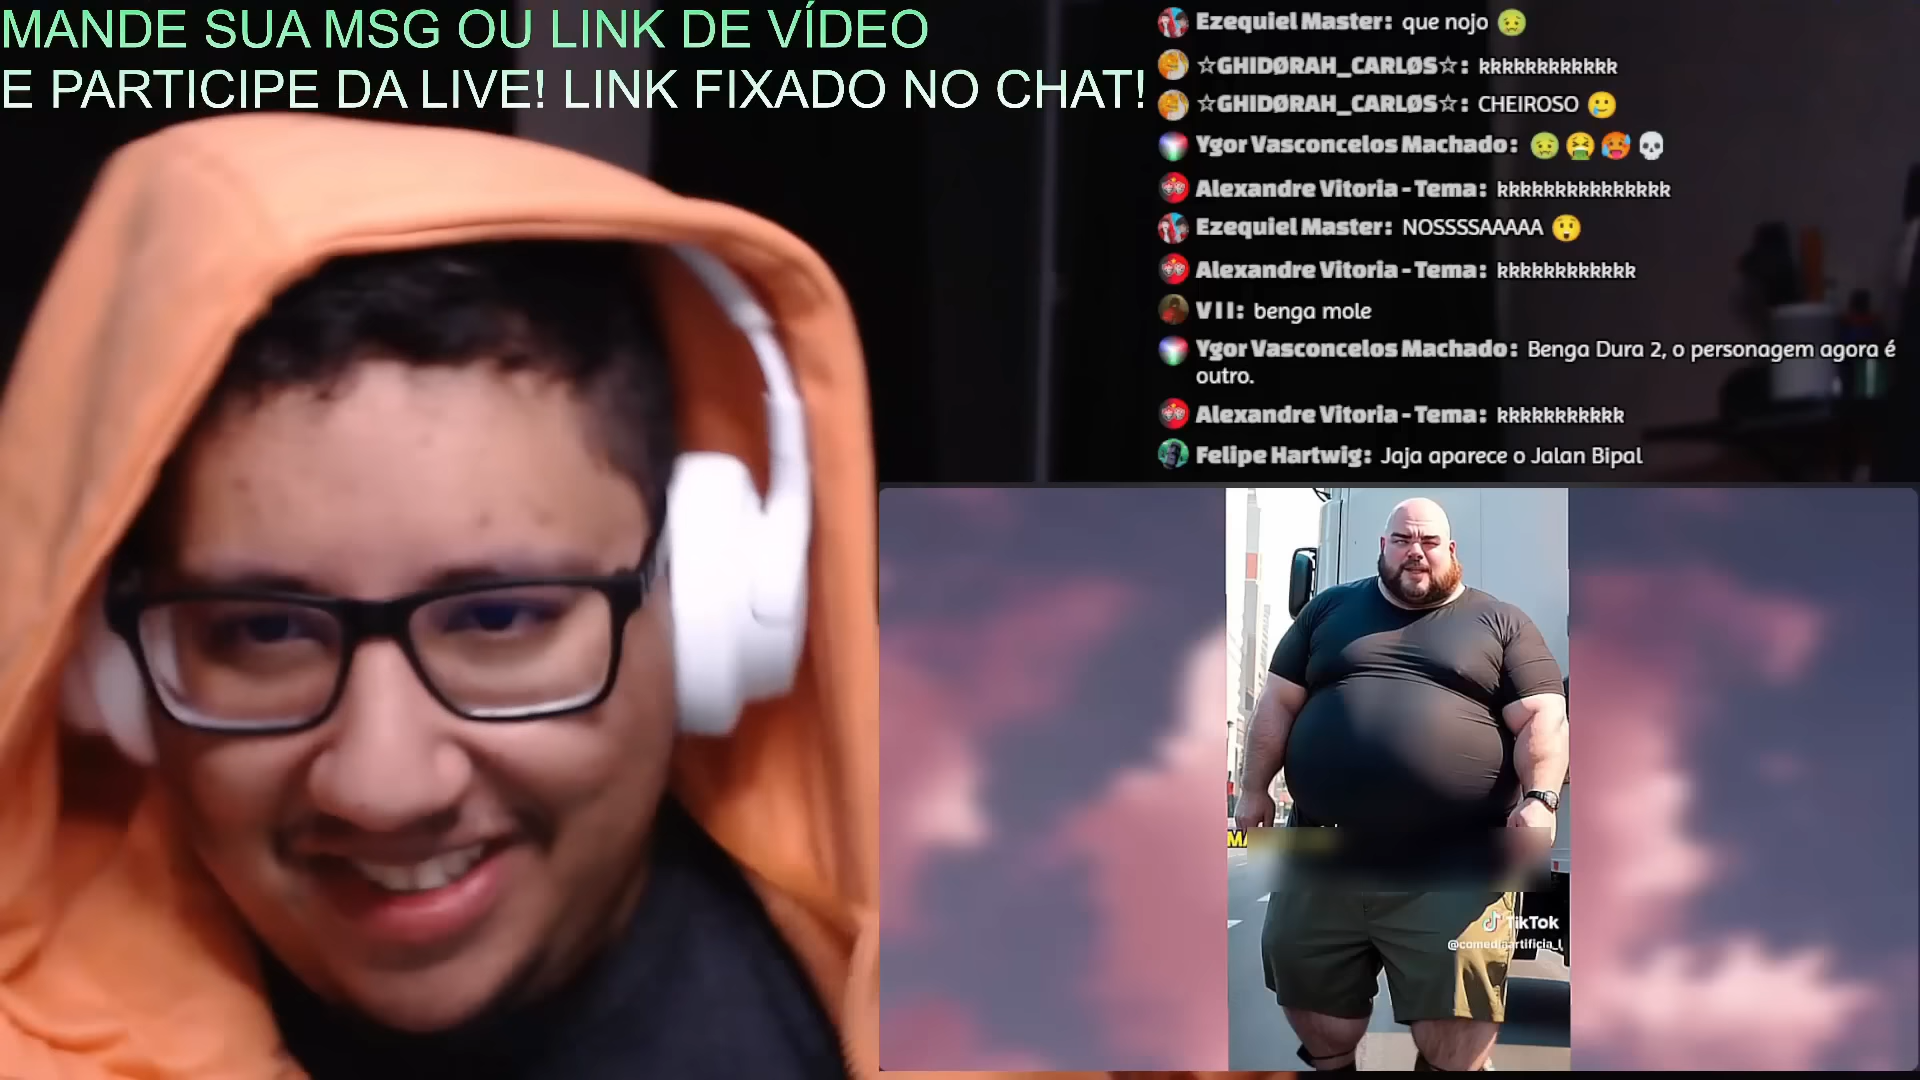 MANDE SUA MSG OU LINK DE VÍDEO
E PARTICIPE DA LIVE! LINK FIXADO NO CHAT!
Ezequiel Master: que nojo 🤢
☆GHIDØRAH_CARLØS☆: kkkkkkkkkkkk
☆GHIDØRAH_CARLØS☆: CHEIROSO 🥲
Ygor Vasconcelos Machado: 🤢 🤮 🥵 💀
Alexandre Vitoria - Tema: kkkkkkkkkkkkkkk
Ezequiel Master: NOSSSSAAAAA 😲
Alexandre Vitoria - Tema: kkkkkkkkkkkk
V I I: benga mole
Ygor Vasconcelos Machado: Benga Dura 2, o personagem agora é
outro.
Alexandre Vitoria - Tema: kkkkkkkkkkk
Felipe Hartwig: Jaja aparece o Jalan Bipal
MA
TikTok
@comediaartificia_l